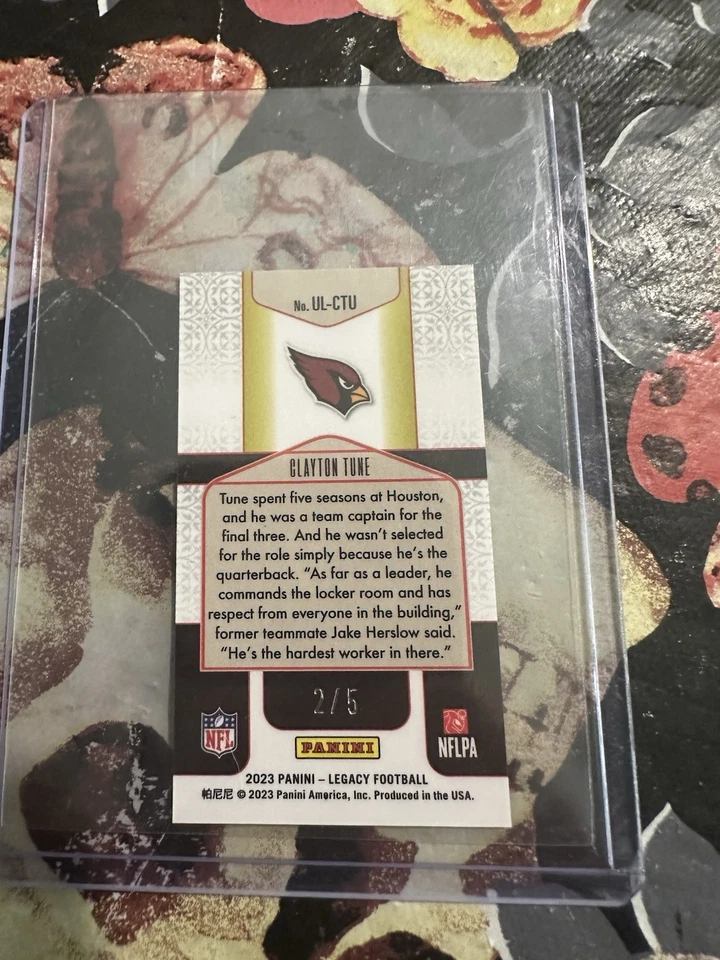 No. UL-CTU
CLAYTON TUNE
Tune spent five seasons at Houston,
and he was a team captain for the
final three. And he wasn't selected
for the role simply because he's the
quarterback. “As far as a leader, he
commands the locker room and has
respect from everyone in the building,”
former teammate Jake Herslow said.
“He's the hardest worker in there.”
2/5
NFL
PANINI
NFLPA
2023 PANINI – LEGACY FOOTBALL
帕尼尼 © 2023 Panini America, Inc. Produced in the USA.